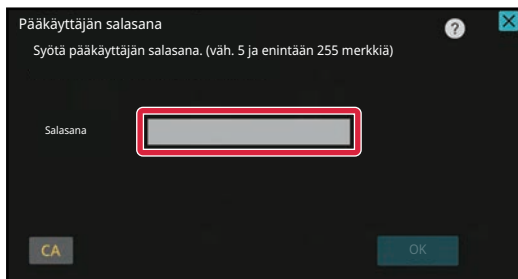 Pääkäyttäjän salasana
?
Syötä pääkäyttäjän salasana. (väh. 5 ja enintään 255 merkkiä)
Salasana
CA
OK